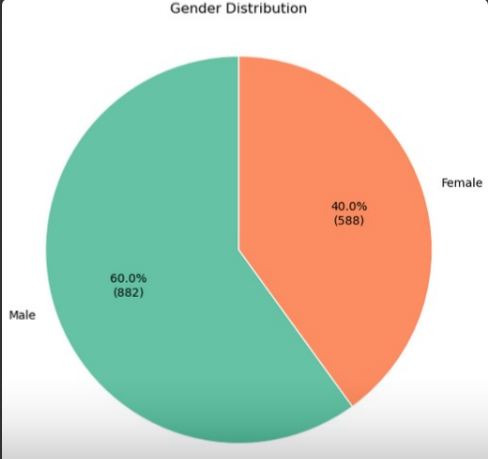 Gender Distribution
Female
40.0%
(588)
60.0%
(882)
Male